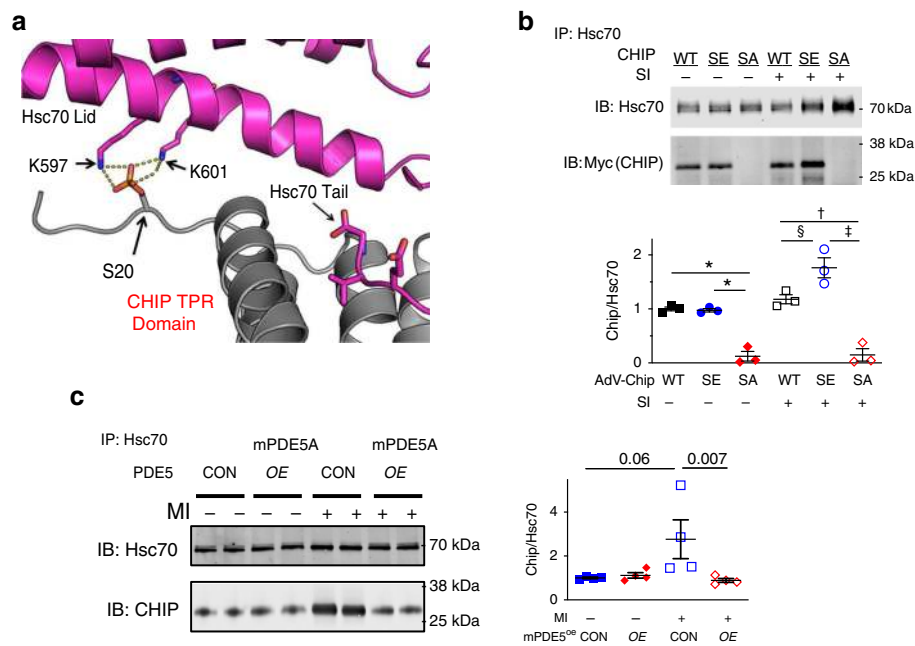 a
Hsc70 Lid
K597
K601
Hsc70 Tail
S20
CHIP TPR
Domain
b
IP: Hsc70
CHIP WT SE SA WT SE SA
SI – – – + + +
IB: Hsc70 70 kDa
38 kDa
IB: Myc (CHIP)
25 kDa
†
§ ‡
*
*
2
1
0
Chip/Hsc70
AdV-Chip WT SE SA WT SE SA
SI – – – + + +
c
IP: Hsc70
mPDE5A mPDE5A
PDE5 CON OE CON OE
MI – – – – + + + +
IB: Hsc70 70 kDa
38 kDa
IB: CHIP
25 kDa
0.06 0.007
4
2
0
Chip/Hsc70
MI – – + +
mPDE5oe CON OE CON OE